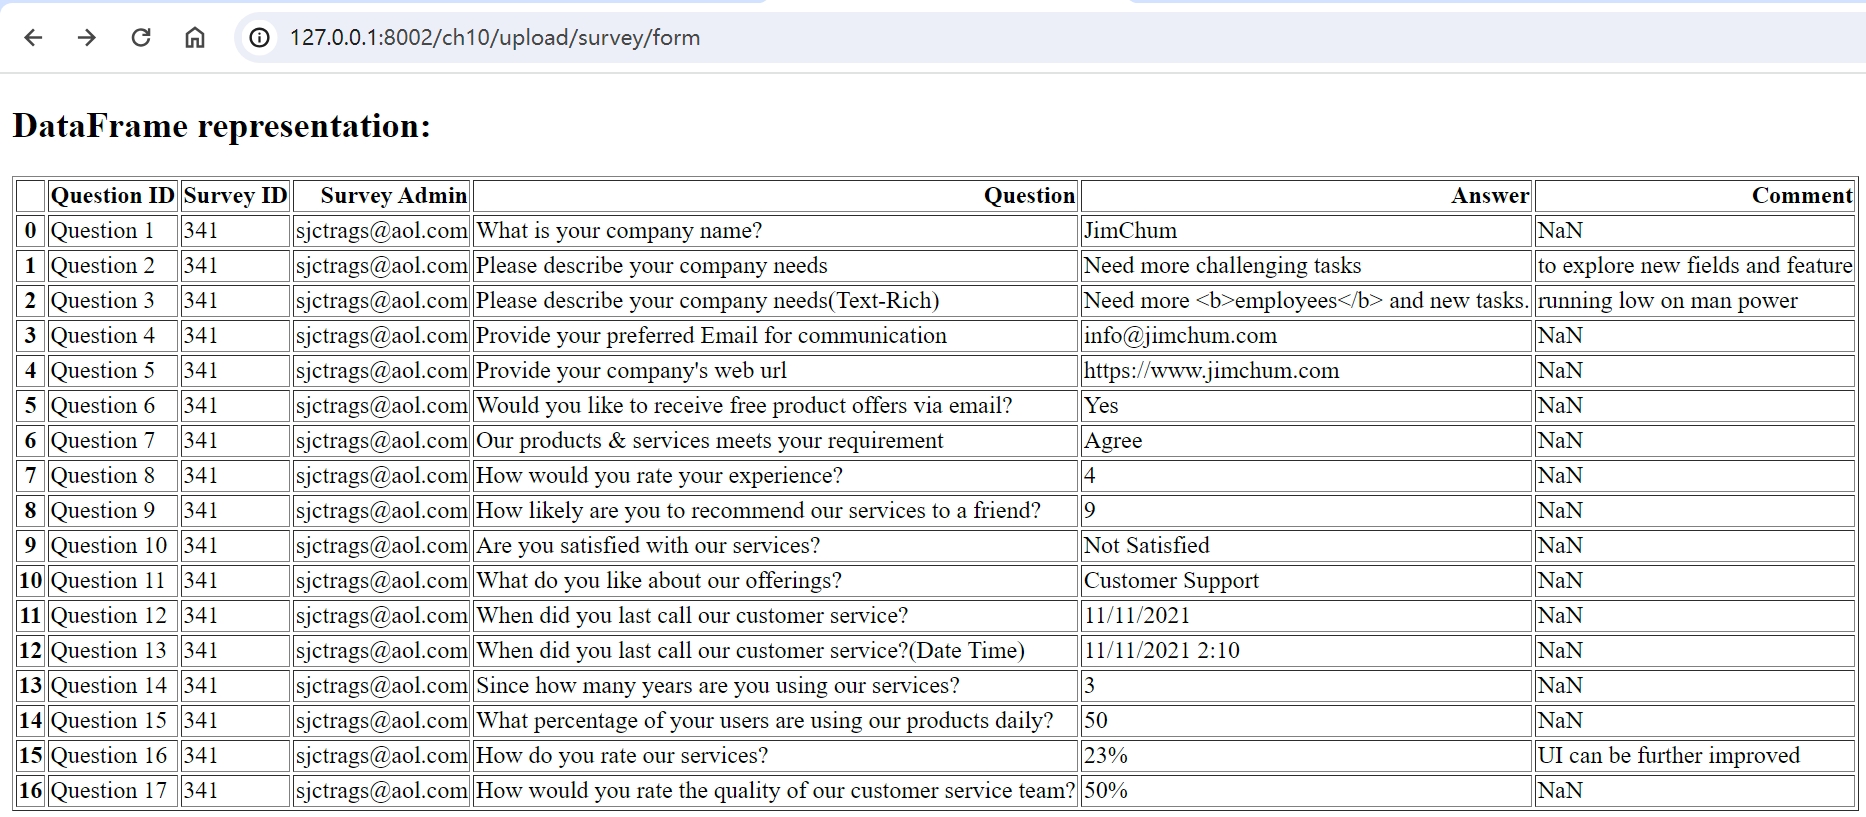 127.0.0.1:8002/ch10/upload/survey/form
DataFrame representation:
Question ID Survey ID Survey Admin Question Answer Comment
0 Question 1 341 sjctrags@aol.com What is your company name? JimChum NaN
1 Question 2 341 sjctrags@aol.com Please describe your company needs Need more challenging tasks to explore new fields and feature
2 Question 3 341 sjctrags@aol.com Please describe your company needs(Text-Rich) Need more <b>employees</b> and new tasks. running low on man power
3 Question 4 341 sjctrags@aol.com Provide your preferred Email for communication info@jimchum.com NaN
4 Question 5 341 sjctrags@aol.com Provide your company's web url https://www.jimchum.com NaN
5 Question 6 341 sjctrags@aol.com Would you like to receive free product offers via email? Yes NaN
6 Question 7 341 sjctrags@aol.com Our products & services meets your requirement Agree NaN
7 Question 8 341 sjctrags@aol.com How would you rate your experience? 4 NaN
8 Question 9 341 sjctrags@aol.com How likely are you to recommend our services to a friend? 9 NaN
9 Question 10 341 sjctrags@aol.com Are you satisfied with our services? Not Satisfied NaN
10 Question 11 341 sjctrags@aol.com What do you like about our offerings? Customer Support NaN
11 Question 12 341 sjctrags@aol.com When did you last call our customer service? 11/11/2021 NaN
12 Question 13 341 sjctrags@aol.com When did you last call our customer service?(Date Time) 11/11/2021 2:10 NaN
13 Question 14 341 sjctrags@aol.com Since how many years are you using our services? 3 NaN
14 Question 15 341 sjctrags@aol.com What percentage of your users are using our products daily? 50 NaN
15 Question 16 341 sjctrags@aol.com How do you rate our services? 23% UI can be further improved
16 Question 17 341 sjctrags@aol.com How would you rate the quality of our customer service team? 50% NaN